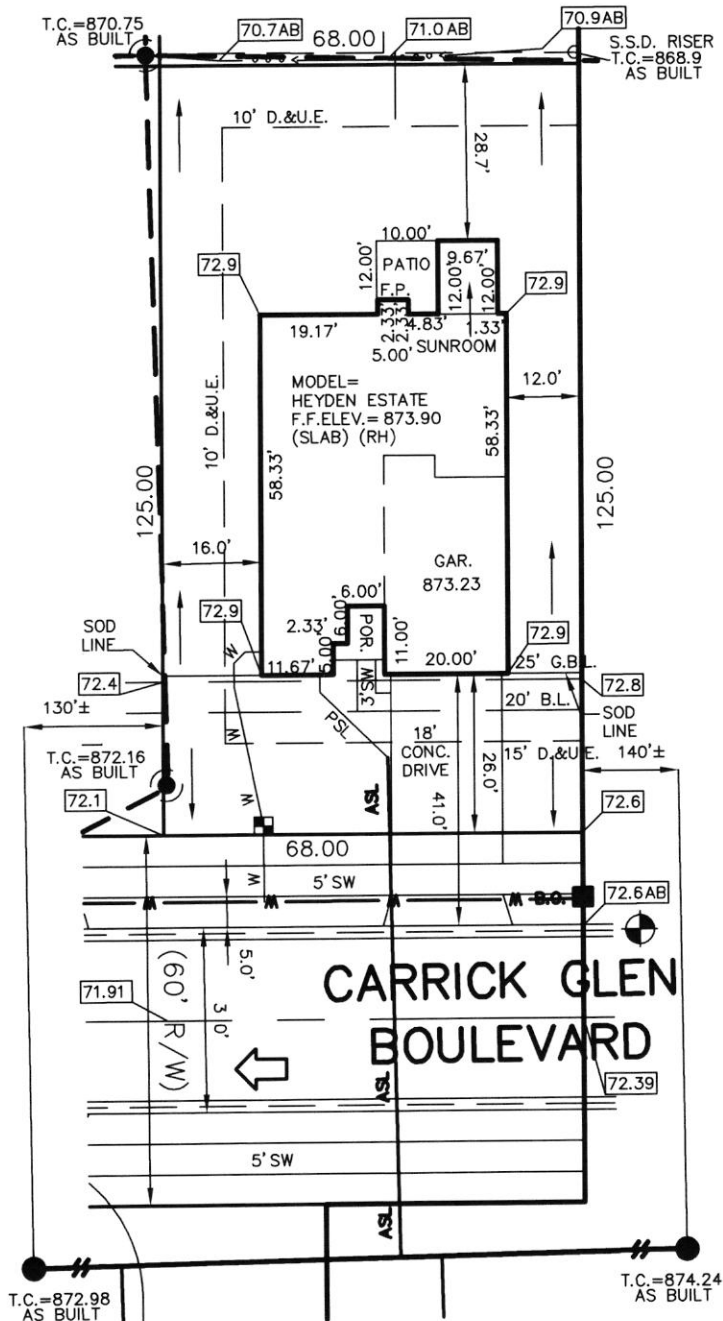 T.C.=870.75
AS BUILT
70.7AB
68.00
71.0 AB
70.9AB
S.S.D. RISER
T.C.=868.9
AS BUILT
10' D.&U.E.
28.7'
10.00'
72.9
12.00'
PATIO
9.67'
12.00'
12.00'
72.9
F.P.
19.17'
2.33'
2.33'
4.83'
1.33'
5.00'
SUNROOM
MODEL=
HEYDEN ESTATE
F.F.ELEV.= 873.90
(SLAB) (RH)
12.0'
10' D.&U.E.
58.33'
58.33'
125.00
125.00
16.0'
GAR.
873.23
6.00'
72.9
2.33'
6.00'
POR.
11.00'
72.9
SOD
LINE
11.67'
5.00'
20.00'
25' G.B.L.
72.4
W
3'SW
72.8
20' B.L.
130'±
PSL
SOD
LINE
W
18'
CONC.
DRIVE
26.0'
15' D.&U.E.
140'±
T.C.=872.16
AS BUILT
ASL
41.0'
72.1
W
72.6
68.00
W
5' SW
W
W
W
W
B.O.
72.6AB
5.0'
CARRICK GLEN
BOULEVARD
71.91
(60' R/W)
72.39
ASL
5' SW
ASL
T.C.=872.98
AS BUILT
T.C.=874.24
AS BUILT